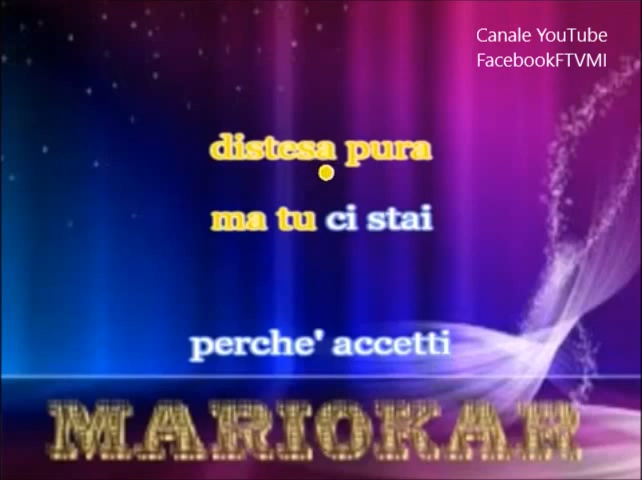 Canale YouTube
FacebookFTVMI
distesa pura
ma tu ci stai
perche' accetti
MARIOKAR